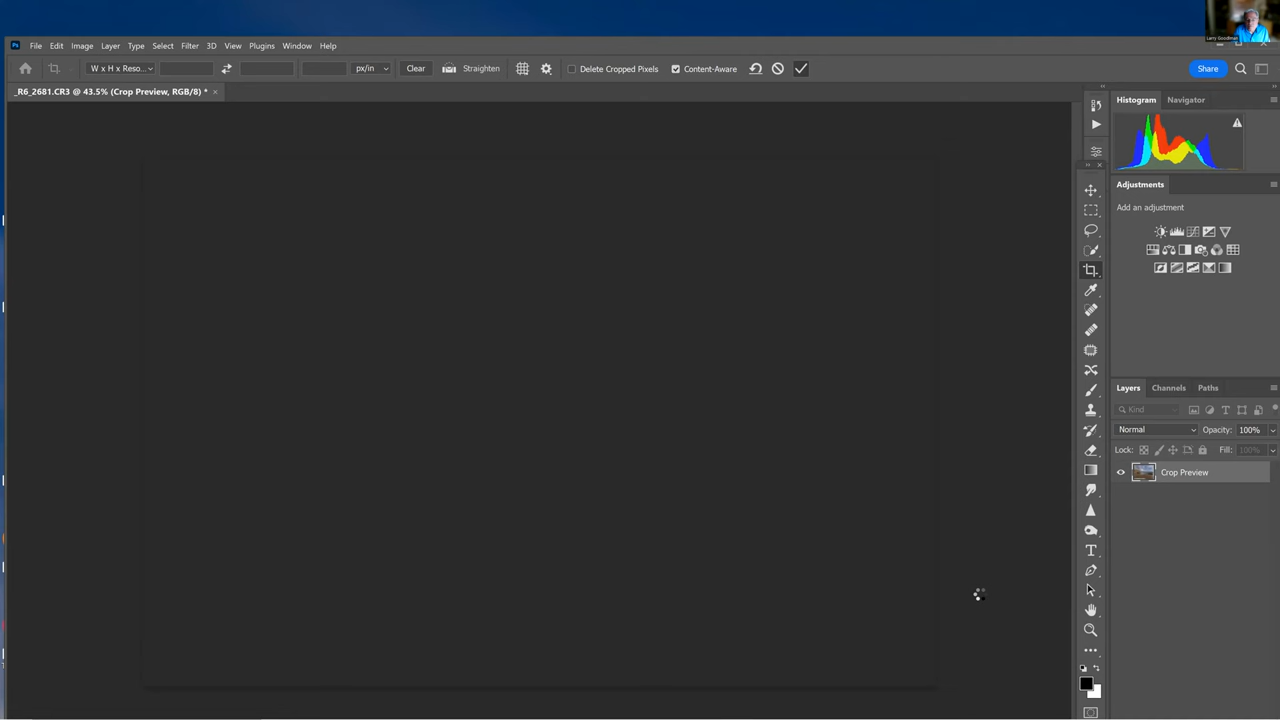 Larry Goodman
Ps File Edit Image Layer Type Select Filter 3D View Plugins Window Help
W x H x Reso... px/in Clear Straighten Delete Cropped Pixels Content-Aware Share
_R6_2681.CR3 @ 43.5% (Crop Preview, RGB/8) * ×
Histogram Navigator
Adjustments
Add an adjustment
Layers Channels Paths
Kind
Normal Opacity: 100%
Lock: Fill: 100%
Crop Preview